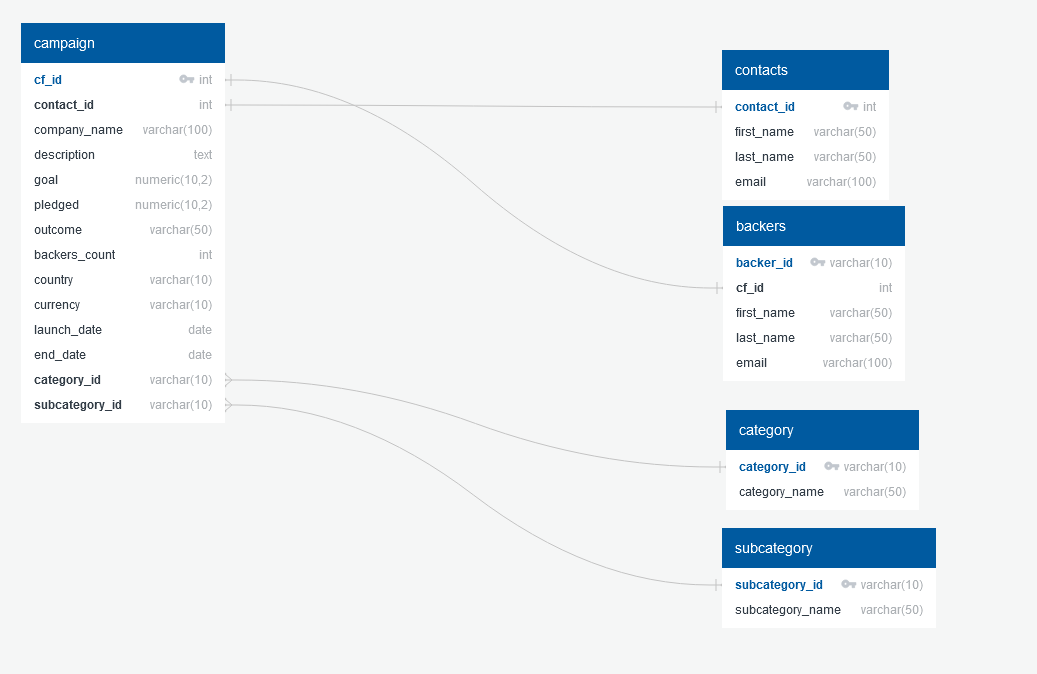 campaign
cf_id int
contact_id int
company_name varchar(100)
description text
goal numeric(10,2)
pledged numeric(10,2)
outcome varchar(50)
backers_count int
country varchar(10)
currency varchar(10)
launch_date date
end_date date
category_id varchar(10)
subcategory_id varchar(10)
contacts
contact_id int
first_name varchar(50)
last_name varchar(50)
email varchar(100)
backers
backer_id varchar(10)
cf_id int
first_name varchar(50)
last_name varchar(50)
email varchar(100)
category
category_id varchar(10)
category_name varchar(50)
subcategory
subcategory_id varchar(10)
subcategory_name varchar(50)